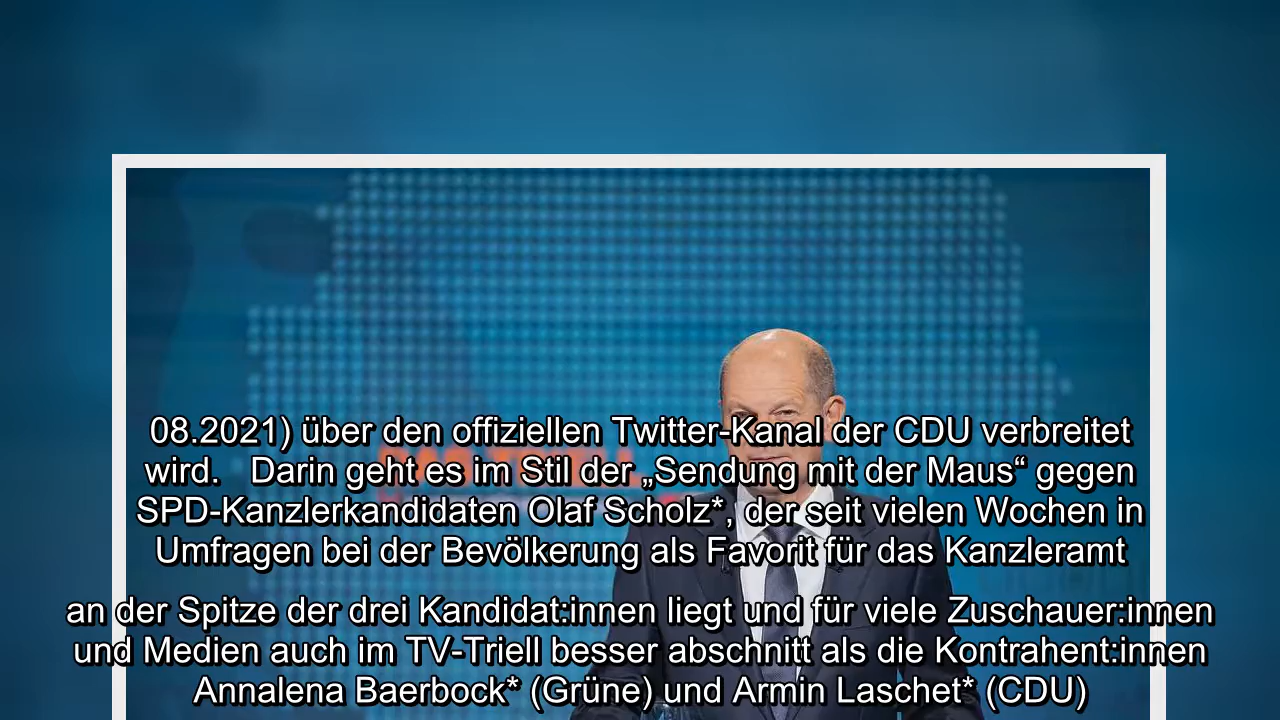 08.2021) über den offiziellen Twitter-Kanal der CDU verbreitet
wird.   Darin geht es im Stil der „Sendung mit der Maus“ gegen
SPD-Kanzlerkandidaten Olaf Scholz*, der seit vielen Wochen in
Umfragen bei der Bevölkerung als Favorit für das Kanzleramt
an der Spitze der drei Kandidat:innen liegt und für viele Zuschauer:innen
und Medien auch im TV-Triell besser abschnitt als die Kontrahent:innen
Annalena Baerbock* (Grüne) und Armin Laschet* (CDU)